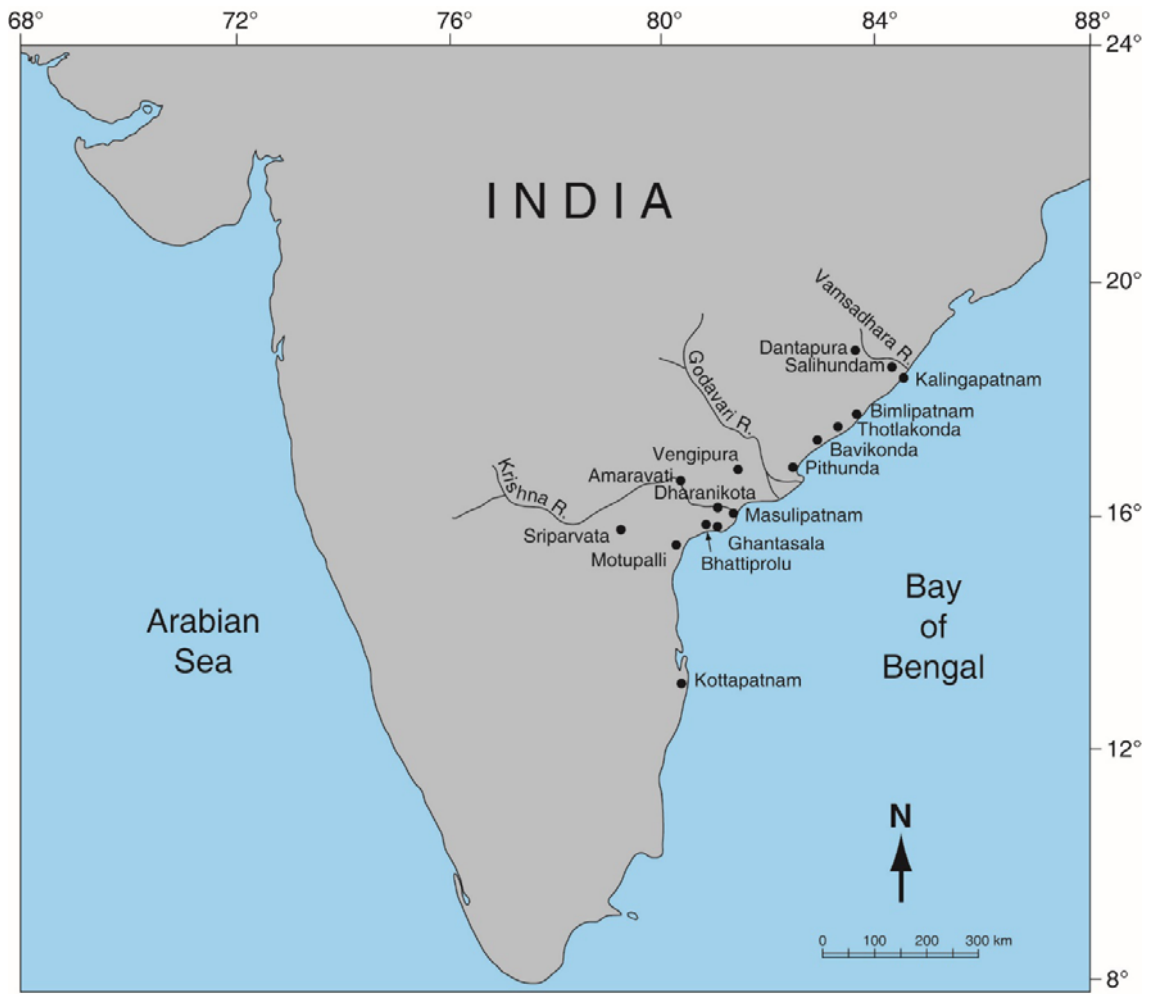 68°
72°
76°
80°
84°
88°
24°
INDIA
20°
Vamsadhara R.
Dantapura
Salihundam
Kalingapatnam
Godavari R.
Bimlipatnam
Thotlakonda
Bavikonda
Vengipura
Pithunda
Krishna R.
Amaravati
Dharanikota
16°
Masulipatnam
Sriparvata
Ghantasala
Motupalli
Bhattiprolu
Arabian
Sea
Bay
of
Bengal
Kottapatnam
12°
N
0 100 200 300 km
8°